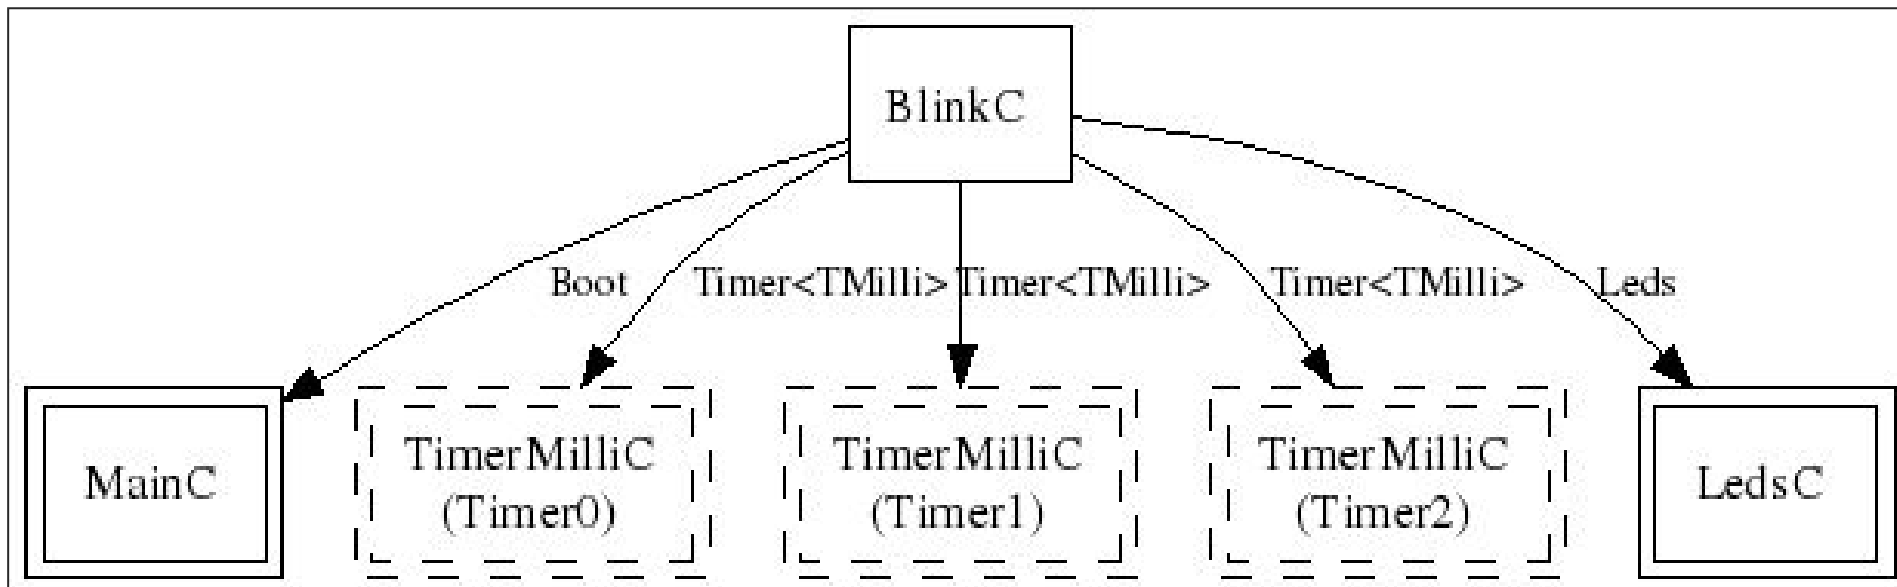 BlinkC
Boot
Timer<TMilli>
Timer<TMilli>
Timer<TMilli>
Leds
MainC
TimerMilliC
(Timer0)
TimerMilliC
(Timer1)
TimerMilliC
(Timer2)
LedsC